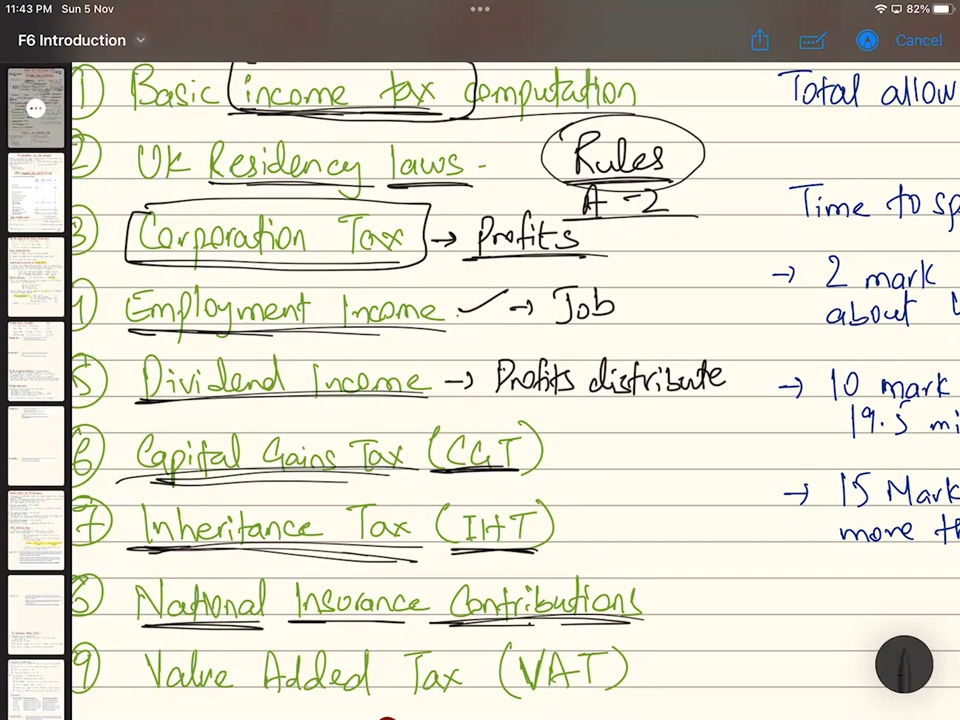 11:43 PM Sun 5 Nov
82%
F6 Introduction
Cancel
① Basic income tax computation
② UK Residency laws - Rules
A-2
③ Corporation Tax → Profits
④ Employment Income ✓ → Job
⑤ Dividend Income → Profits distribute
⑥ Capital Gains Tax (CGT)
⑦ Inheritance Tax (IHT)
⑧ National Insurance Contributions
⑨ Value Added Tax (VAT)
Total allow
Time to sp
→ 2 mark
about
→ 10 mark
19.5 mi
→ 15 Mark
more th